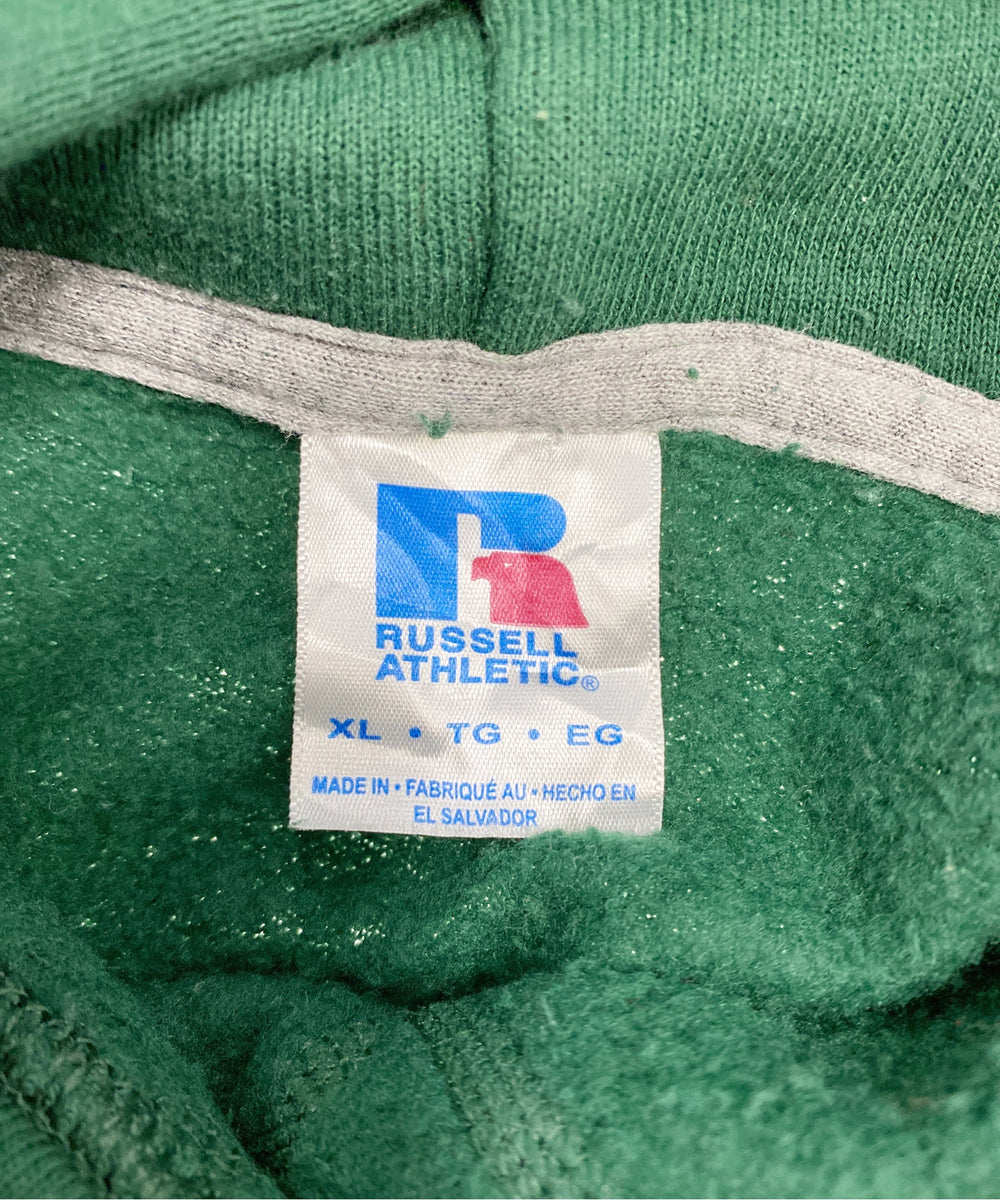 RUSSELL
ATHLETIC®
XL • TG • EG
MADE IN • FABRIQUÉ AU • HECHO EN
EL SALVADOR